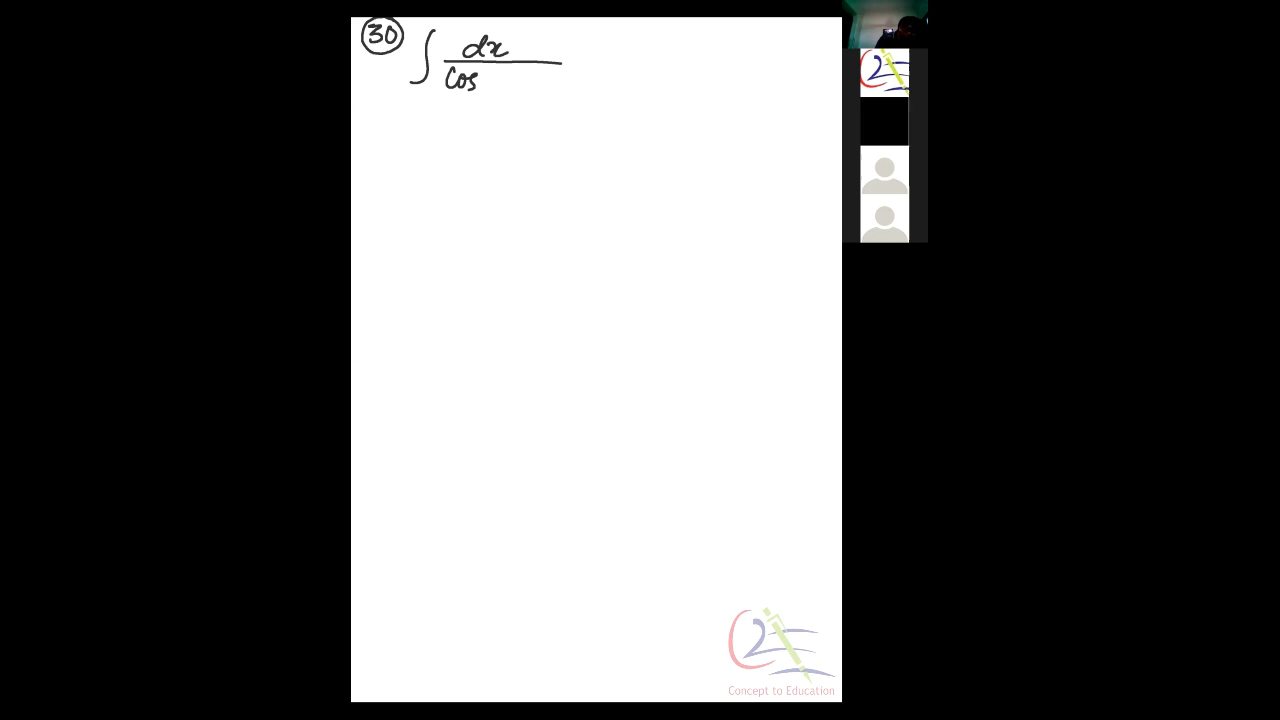 30 ∫ dx
cos
Concept to Education